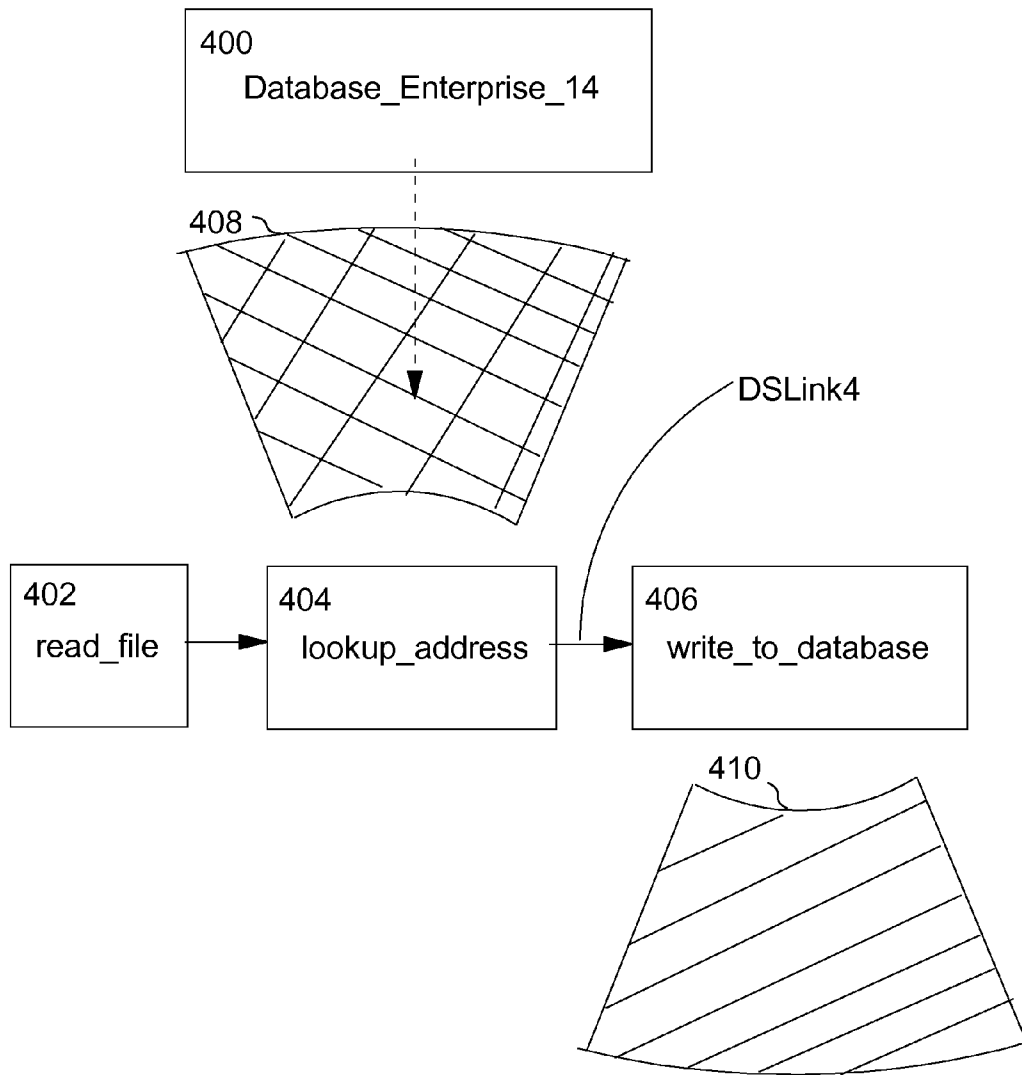 400
Database_Enterprise_14
408
DSLink4
402
read_file
404
lookup_address
406
write_to_database
410